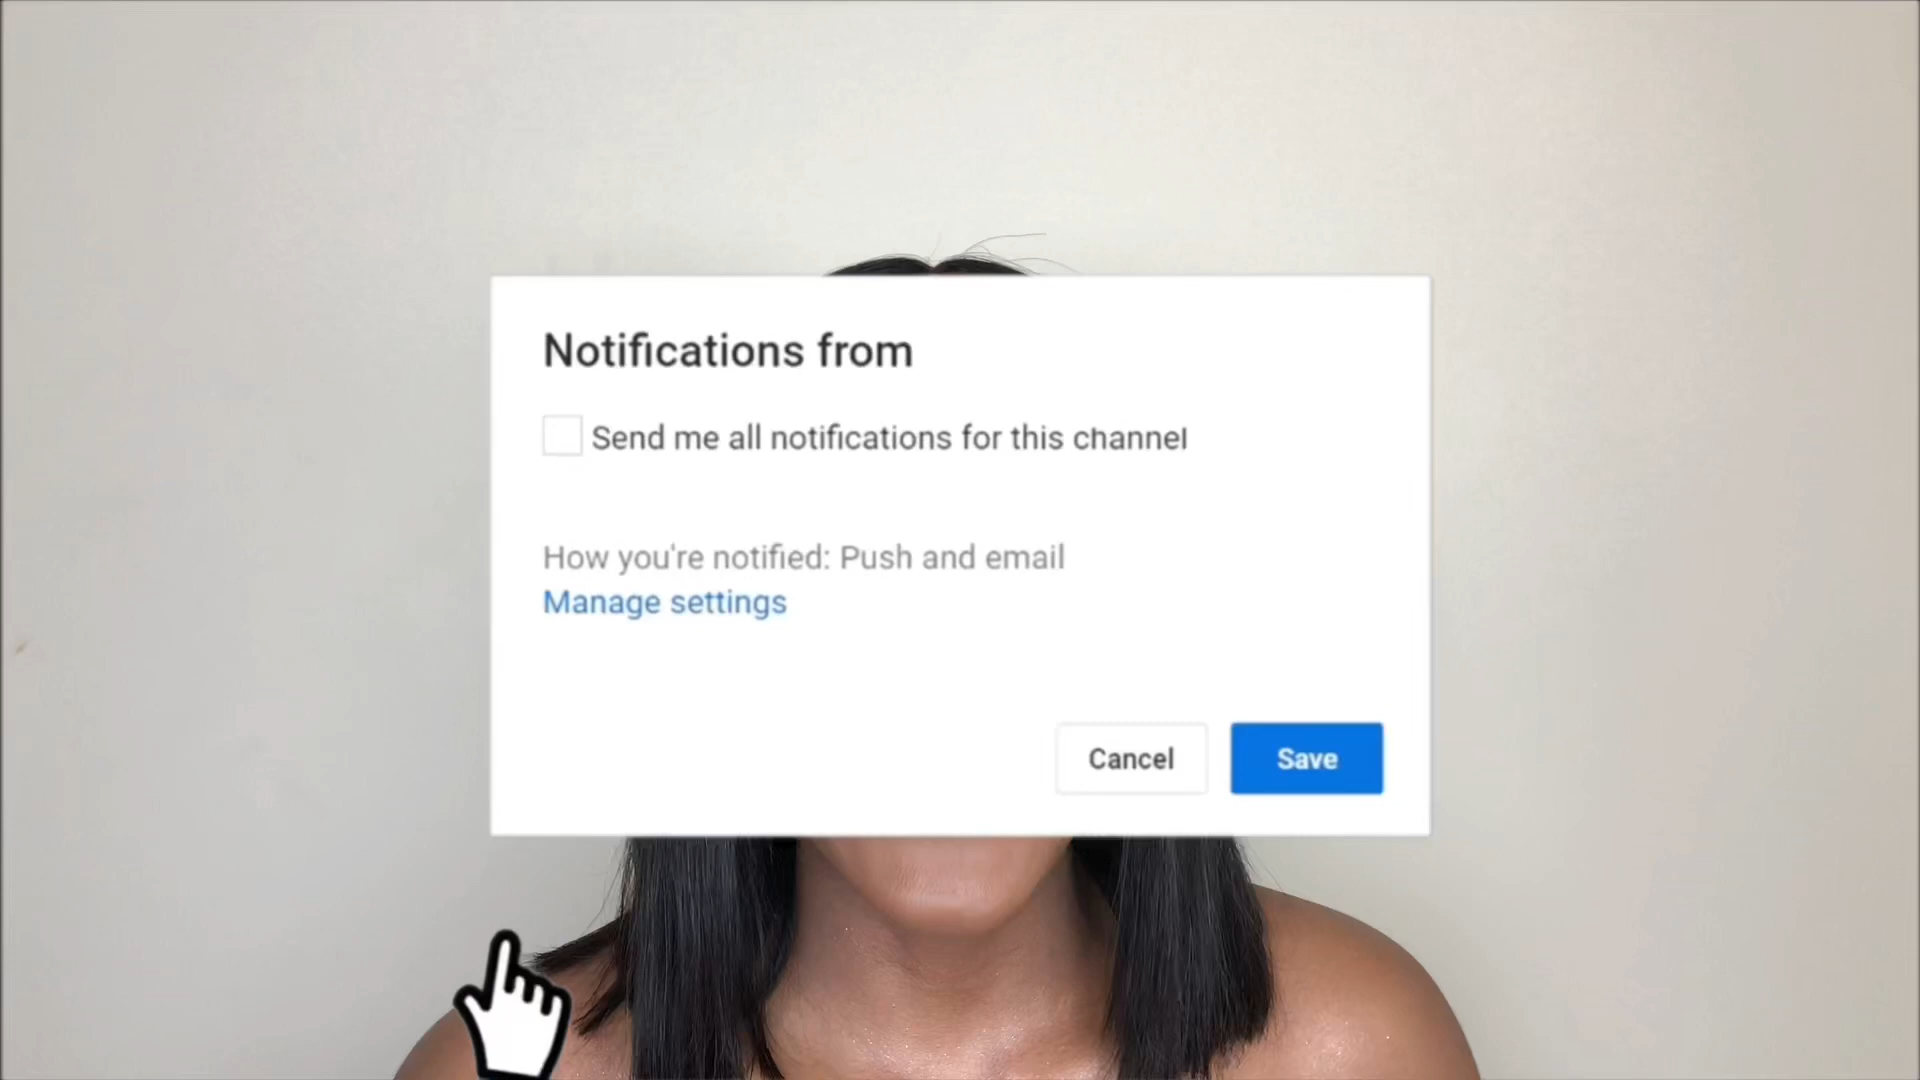 Notifications from
Send me all notifications for this channel
How you're notified: Push and email
Manage settings
Cancel
Save